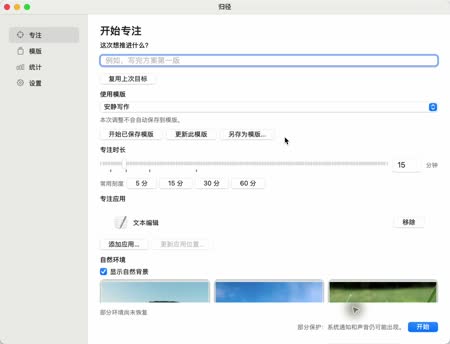 归径
专注
模版
统计
设置
开始专注
这次想推进什么?
例如，写完方案第一版
复用上次目标
使用模版
安静写作
本次调整不会自动保存到模版。
开始已保存模版 更新此模版 另存为模版...
专注时长
15 分钟
常用刻度 5 分 15 分 30 分 60 分
专注应用
文本编辑 移除
添加应用... 更新应用位置...
自然环境
显示自然背景
部分环境尚未恢复
部分保护：系统通知和声音仍可能出现。 开始